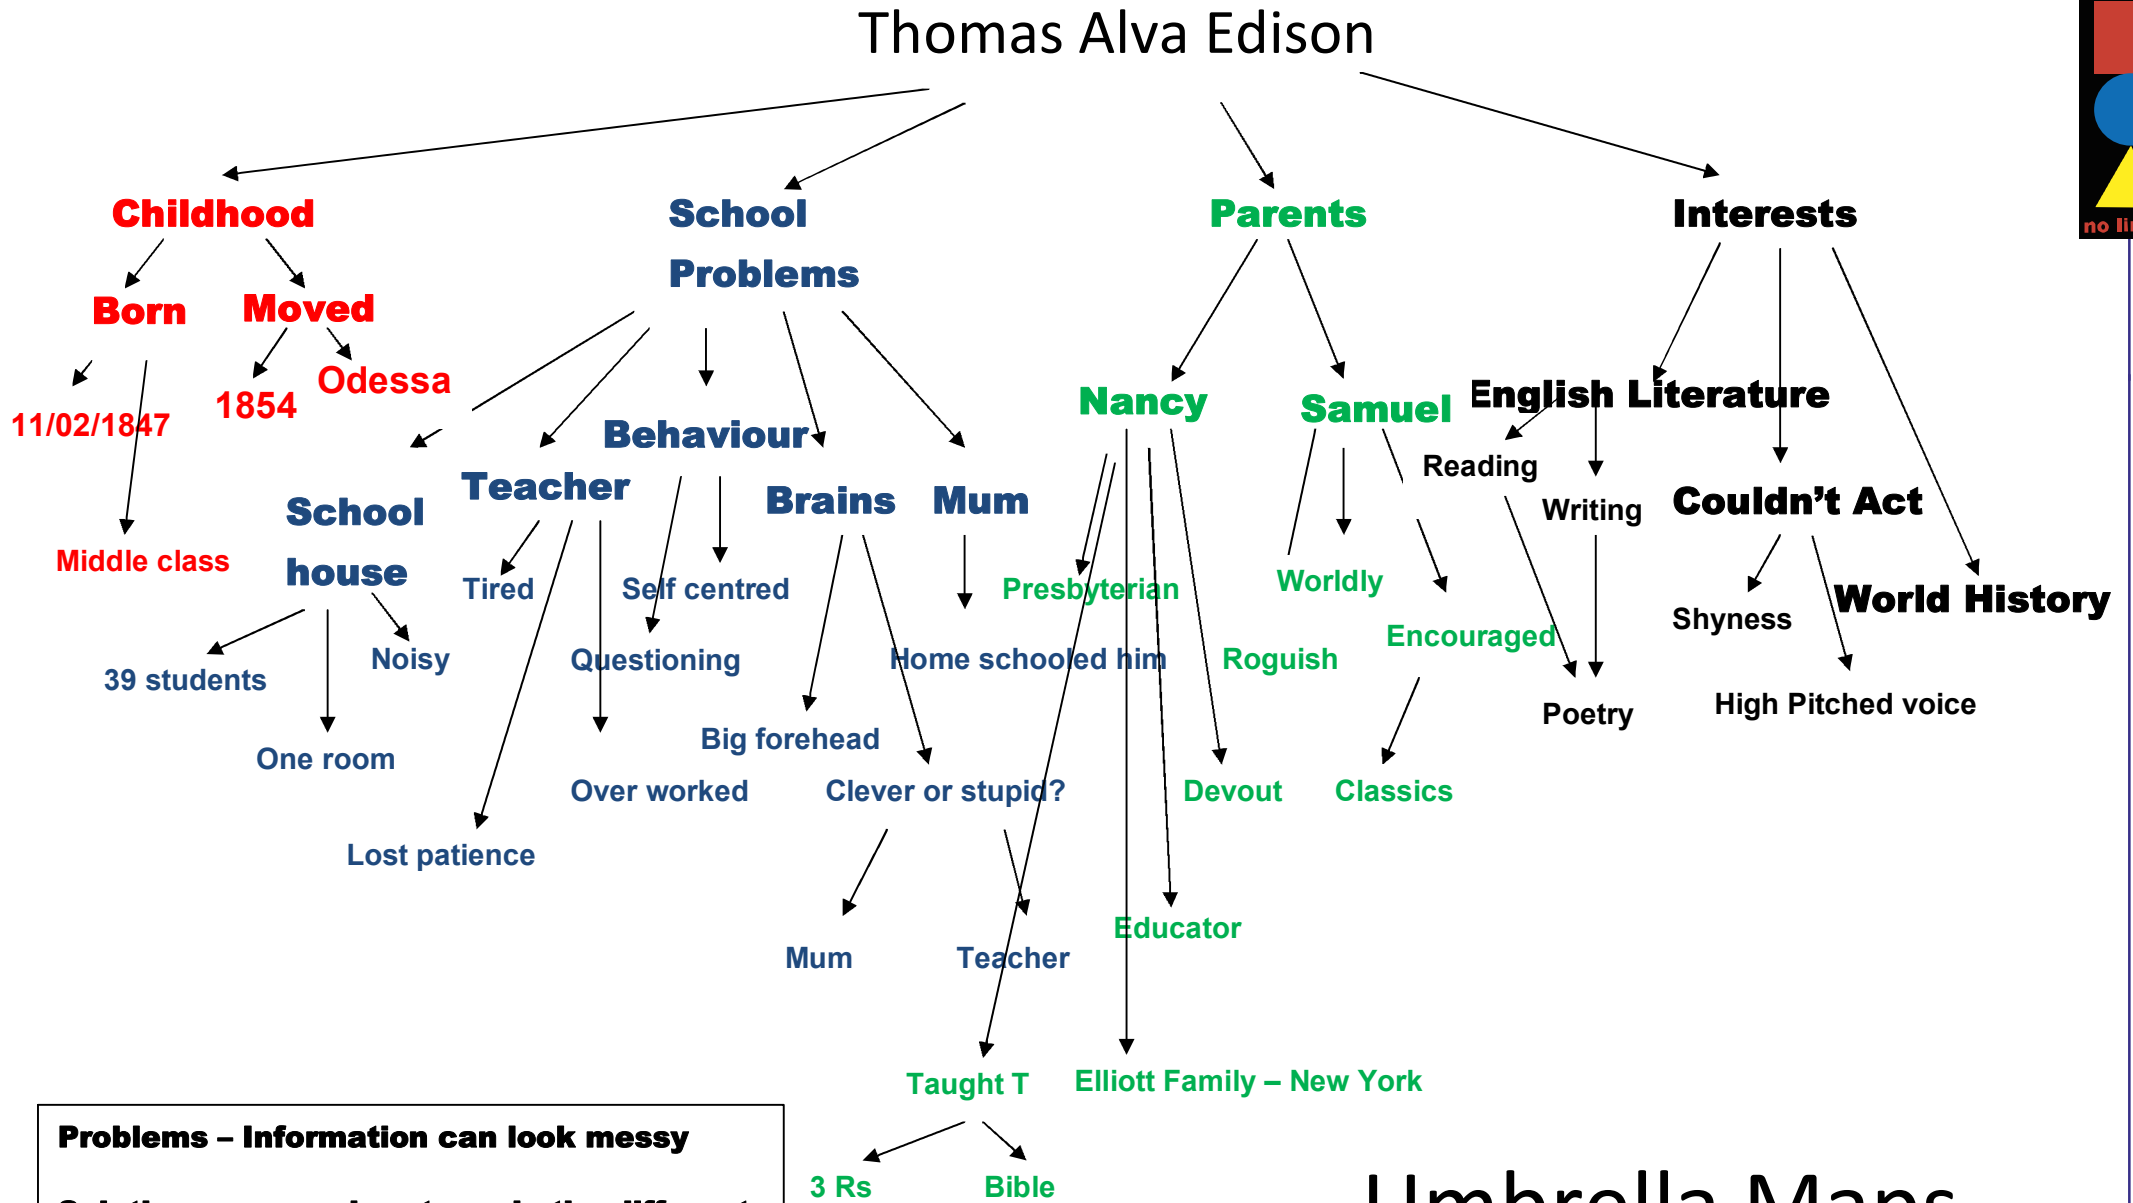 Thomas Alva Edison
Childhood
School
Problems
Parents
Interests
no
Born
Moved
11/02/1847
1854
Odessa
Middle class
School
house
Teacher
Behaviour
Brains
Mum
39 students
One room
Noisy
Tired
Lost patience
Over worked
Self centred
Questioning
Big forehead
Clever or stupid?
Mum
Teacher
Home schooled him
Nancy
Samuel
Presbyterian
Taught T
3 Rs
Bible
Elliott Family – New York
Educator
Devout
Roguish
Worldly
Encouraged
Classics
English Literature
Reading
Writing
Poetry
Couldn't Act
Shyness
High Pitched voice
World History
Problems – Information can look messy
Umbrella Maps